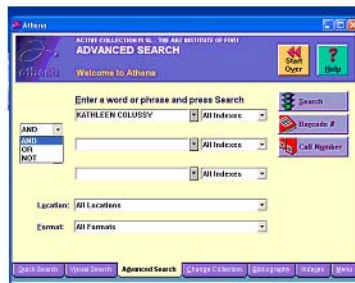 Athena
ACTIVE COLLECTION IS SL - THE ART INSTITUTE OF FORT
ADVANCED SEARCH
athena
Welcome to Athena
Start Over
Help
Enter a word or phrase and press Search
KATHLEEN COLUSSY All Indexes
Search
AND
AND
OR
NOT
All Indexes
Barcode #
All Indexes
Call Number
Location: All Locations
Format: All Formats
Quick Search Visual Search Advanced Search Change Collection Bibliography Indexes Menu